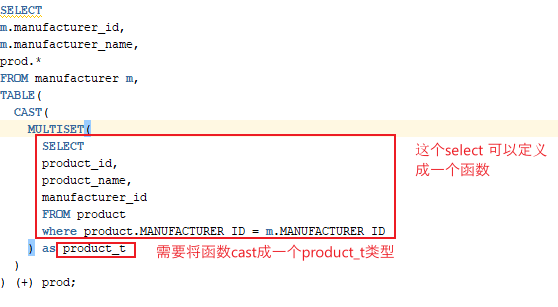 SELECT
m.manufacturer_id,
m.manufacturer_name,
prod.*
FROM manufacturer m,
TABLE(
CAST(
MULTISET(
SELECT
product_id,
product_name,
manufacturer_id
FROM product
where product.MANUFACTURER_ID = m.MANUFACTURER_ID
) as product_t
)
) (+) prod;
这个select 可以定义
成一个函数
需要将函数cast成一个product_t类型